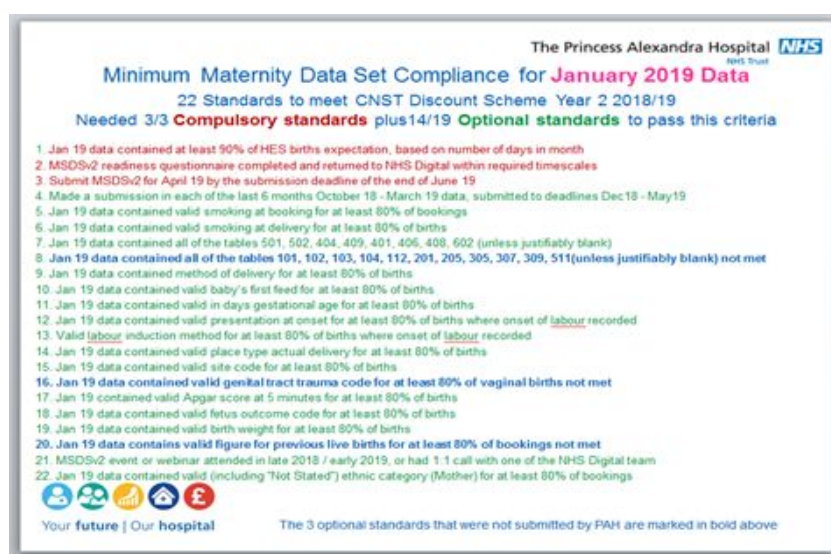 The Princess Alexandra Hospital NHS
NHS Trust
Minimum Maternity Data Set Compliance for January 2019 Data
22 Standards to meet CNST Discount Scheme Year 2 2018/19
Needed 3/3 Compulsory standards plus14/19 Optional standards to pass this criteria
1. Jan 19 data contained at least 90% of HES births expectation, based on number of days in month
2. MSDSv2 readiness questionnaire completed and returned to NHS Digital within required timescales
3. Submit MSDSv2 for April 19 by the submission deadline of the end of June 19
4. Made a submission in each of the last 6 months October 18 - March 19 data, submitted to deadlines Dec18 - May19
5. Jan 19 data contained valid smoking at booking for at least 80% of bookings
6. Jan 19 data contained valid smoking at delivery for at least 80% of births
7. Jan 19 data contained all of the tables 501, 502, 404, 409, 401, 406, 408, 602 (unless justifiably blank)
8. Jan 19 data contained all of the tables 101, 102, 103, 104, 112, 201, 205, 305, 307, 309, 511(unless justifiably blank) not met
9. Jan 19 data contained method of delivery for at least 80% of births
10. Jan 19 data contained valid baby's first feed for at least 80% of births
11. Jan 19 data contained valid in days gestational age for at least 80% of births
12. Jan 19 data contained valid presentation at onset for at least 80% of births where onset of labour recorded
13. Valid labour induction method for at least 80% of births where onset of labour recorded
14. Jan 19 data contained valid place type actual delivery for at least 80% of births
15. Jan 19 data contained valid site code for at least 80% of births
16. Jan 19 data contained valid genital tract trauma code for at least 80% of vaginal births not met
17. Jan 19 contained valid Apgar score at 5 minutes for at least 80% of births
18. Jan 19 data contained valid fetus outcome code for at least 80% of births
19. Jan 19 data contained valid birth weight for at least 80% of births
20. Jan 19 data contains valid figure for previous live births for at least 80% of bookings not met
21. MSDSv2 event or webinar attended in late 2018 / early 2019, or had 1:1 call with one of the NHS Digital team
22. Jan 19 data contained valid (including "Not Stated") ethnic category (Mother) for at least 80% of bookings
£
Your future | Our hospital
The 3 optional standards that were not submitted by PAH are marked in bold above